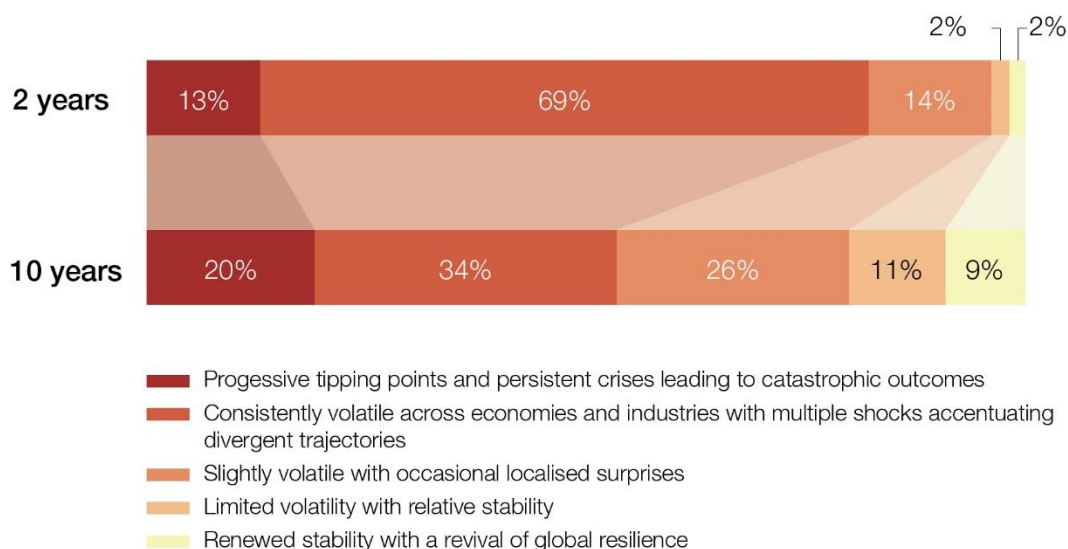 2% 2%
2 years 13% 69% 14%
10 years 20% 34% 26% 11% 9%
Progessive tipping points and persistent crises leading to catastrophic outcomes
Consistently volatile across economies and industries with multiple shocks accentuating
divergent trajectories
Slightly volatile with occasional localised surprises
Limited volitility with relative stability
Renewed stability with a revival of global resilience